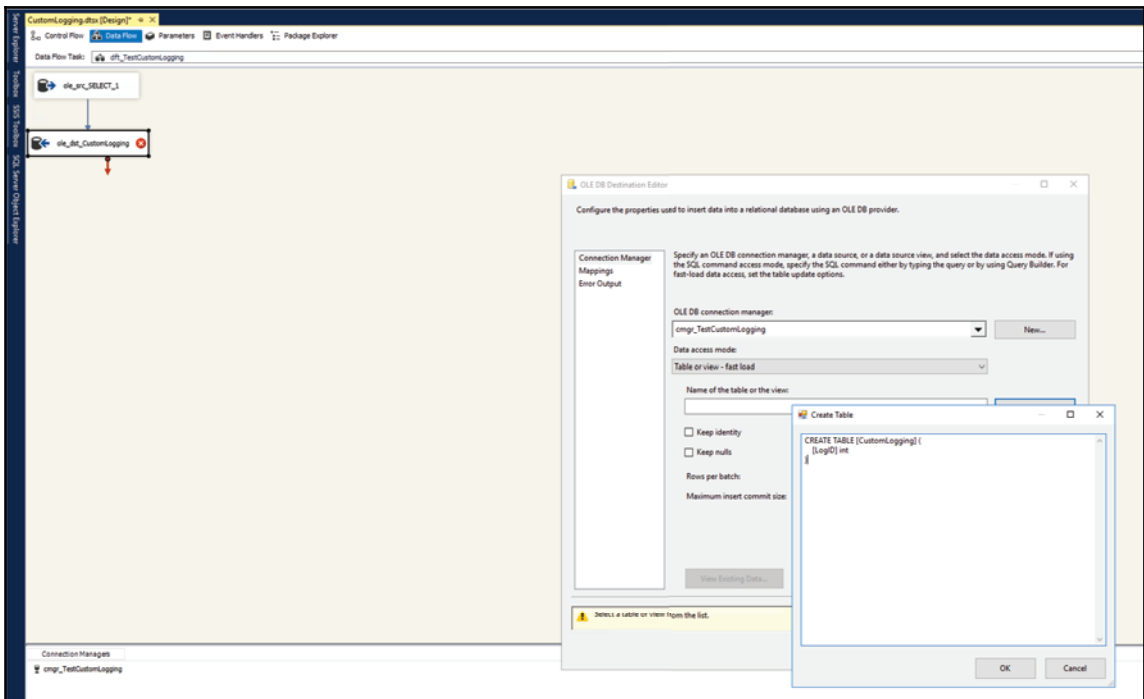 CustomLogging.dtsx [Design]*
Control Flow Data Flow Parameters Event Handlers Package Explorer
Data Flow Task: dft_TestCustomLogging
Server Explorer
Toolbox
SSIS Toolbox
SQL Server Object Explorer
ole_src_SELECT_1
ole_dst_CustomLogging
OLE DB Destination Editor
Configure the properties used to insert data into a relational database using an OLE DB provider.
Connection Manager
Mappings
Error Output
Specify an OLE DB connection manager, a data source, or a data source view, and select the data access mode. If using
the SQL command access mode, specify the SQL command either by typing the query or by using Query Builder. For
fast-load data access, set the table update options.
OLE DB connection manager:
cmgr_TestCustomLogging
New...
Data access mode:
Table or view - fast load
Name of the table or the view:
Keep identity
Keep nulls
Rows per batch:
Maximum insert commit size:
View Existing Data...
Select a table or view from the list.
Create Table
CREATE TABLE [CustomLogging] (
[LogID] int
)
OK Cancel
Connection Managers
cmgr_TestCustomLogging